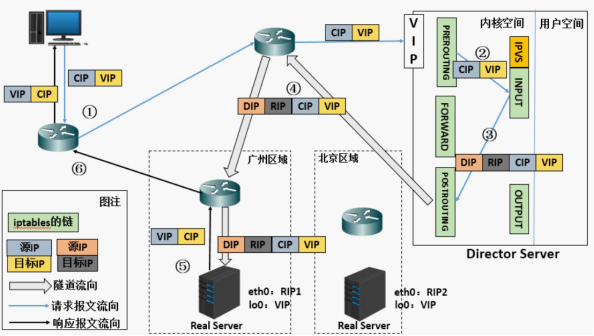 CIP VIP
VIP
内核空间
用户空间
PREROUTING
②
IPVS
CIP VIP
INPUT
①
CIP VIP
VIP CIP
④
DIP RIP CIP VIP
③
FORWARD
DIP RIP CIP VIP
⑥
广州区域
北京区域
POSTROUTING
OUTPUT
Director Server
图注
iptables的链
源IP
目标IP
源IP
目标IP
隧道流向
请求报文流向
响应报文流向
VIP CIP
DIP RIP CIP VIP
⑤
eth0：RIP1
lo0：VIP
Real Server
eth0：RIP2
lo0：VIP
Real Server